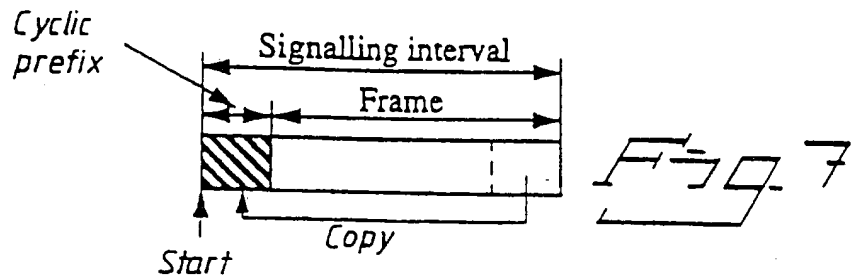 Cyclic
prefix
Signalling interval
Frame
Copy
Start
Fig. 7